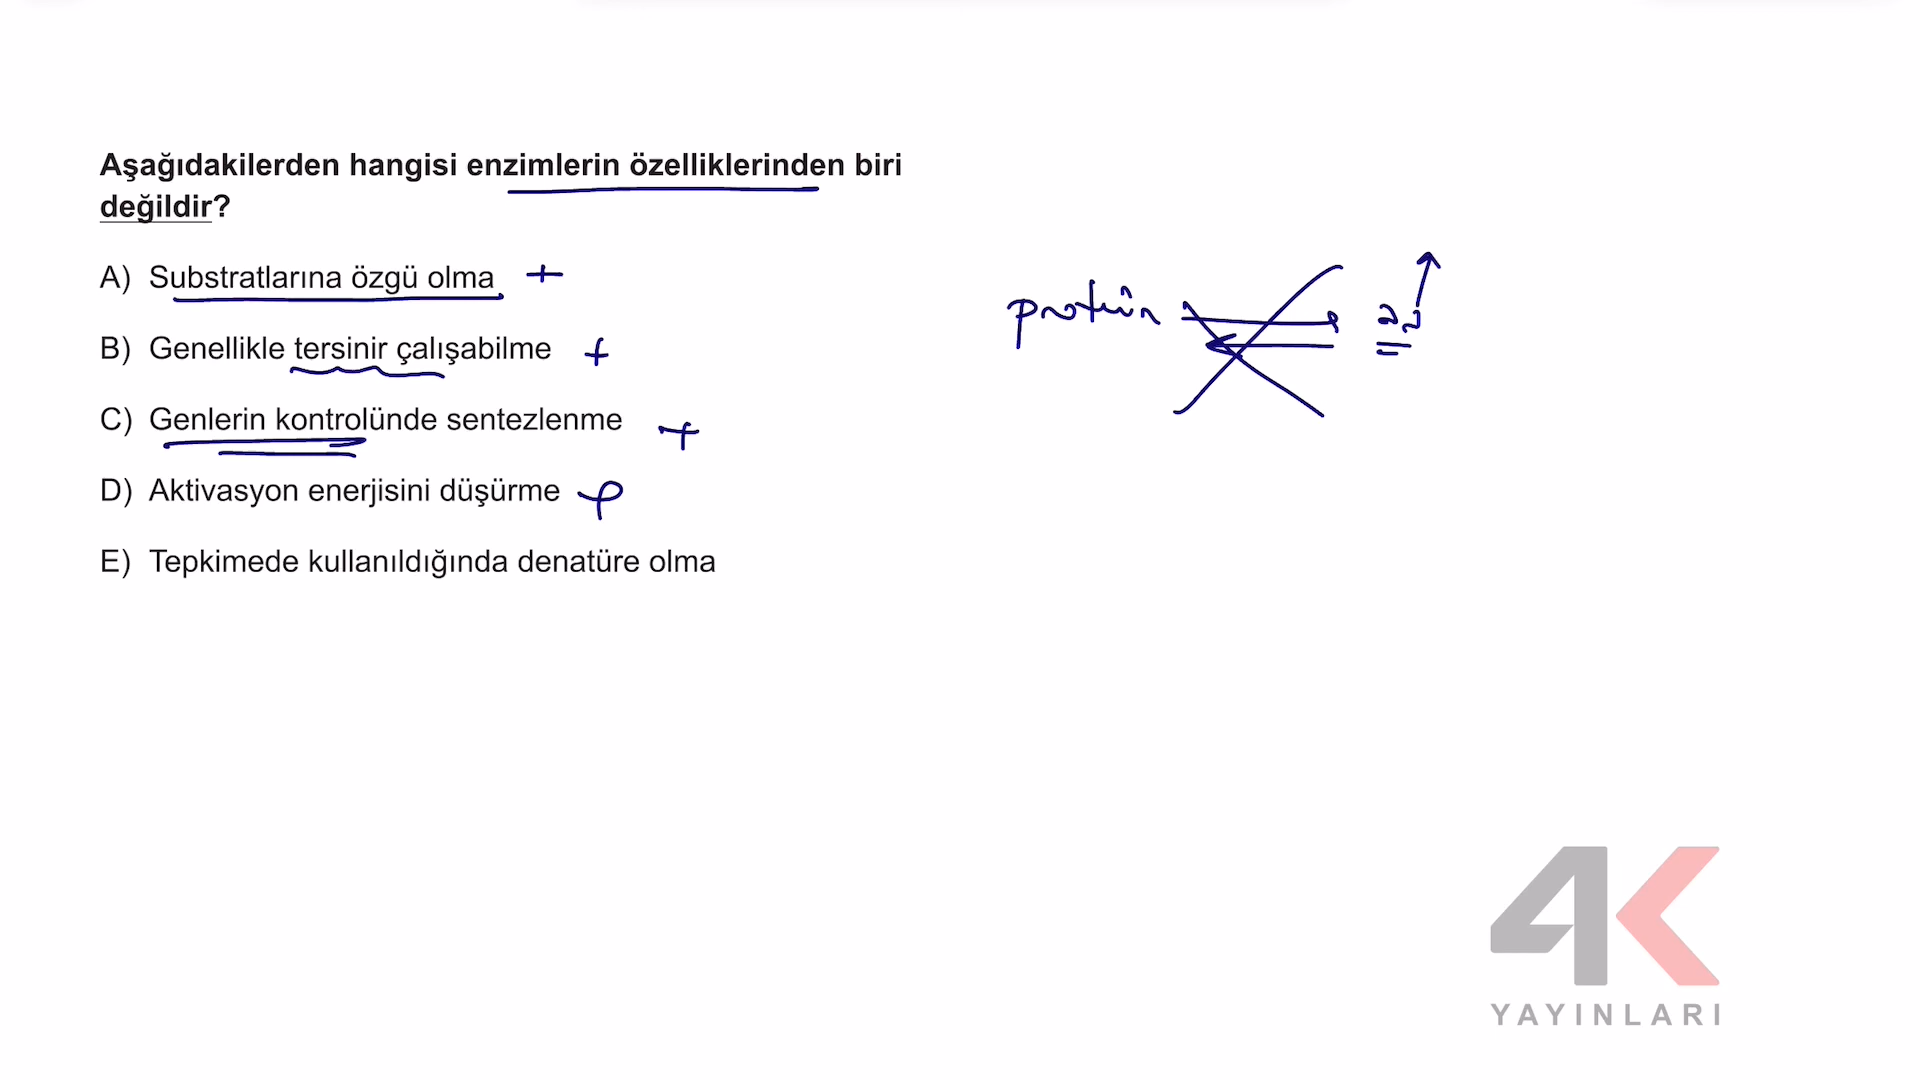 Aşağıdakilerden hangisi enzimlerin özelliklerinden biri
değildir?
A) Substratlarına özgü olma +
B) Genellikle tersinir çalışabilme +
C) Genlerin kontrolünde sentezlenme +
D) Aktivasyon enerjisini düşürme
E) Tepkimede kullanıldığında denatüre olma
protein
4K
YAYINLARI